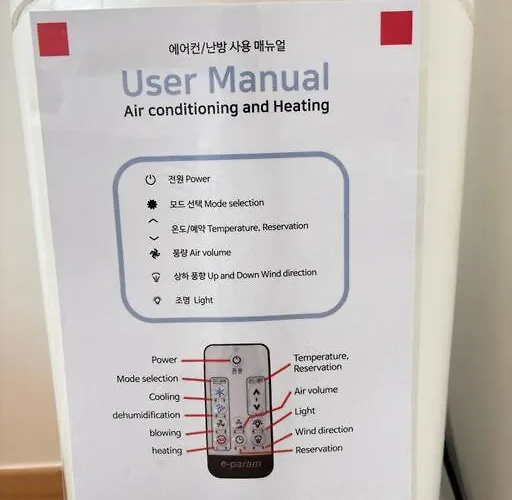 에어컨/난방 사용 매뉴얼
User Manual
Air conditioning and Heating
전원 Power
모드 선택 Mode selection
온도/예약 Temperature, Reservation
풍량 Air volume
상하 풍향 Up and Down Wind direction
조명 Light
Power
Mode selection
Cooling
dehumidification
blowing
heating
전원
Temperature,
Reservation
Air volume
Light
Wind direction
Reservation
e-param